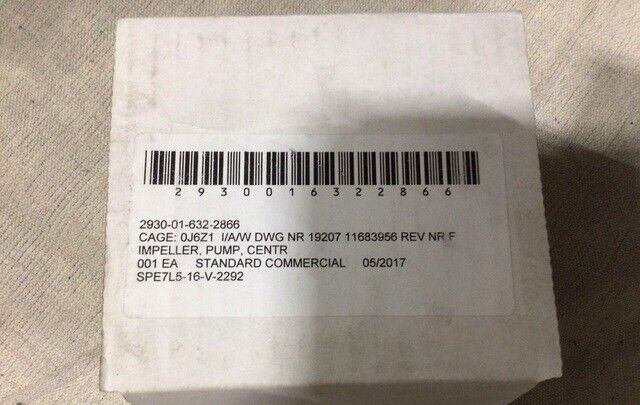 2930016322866
2930-01-632-2866
CAGE: 0J6Z1 I/A/W DWG NR 19207 11683956 REV NR F
IMPELLER, PUMP, CENTR
001 EA STANDARD COMMERCIAL 05/2017
SPE7L5-16-V-2292